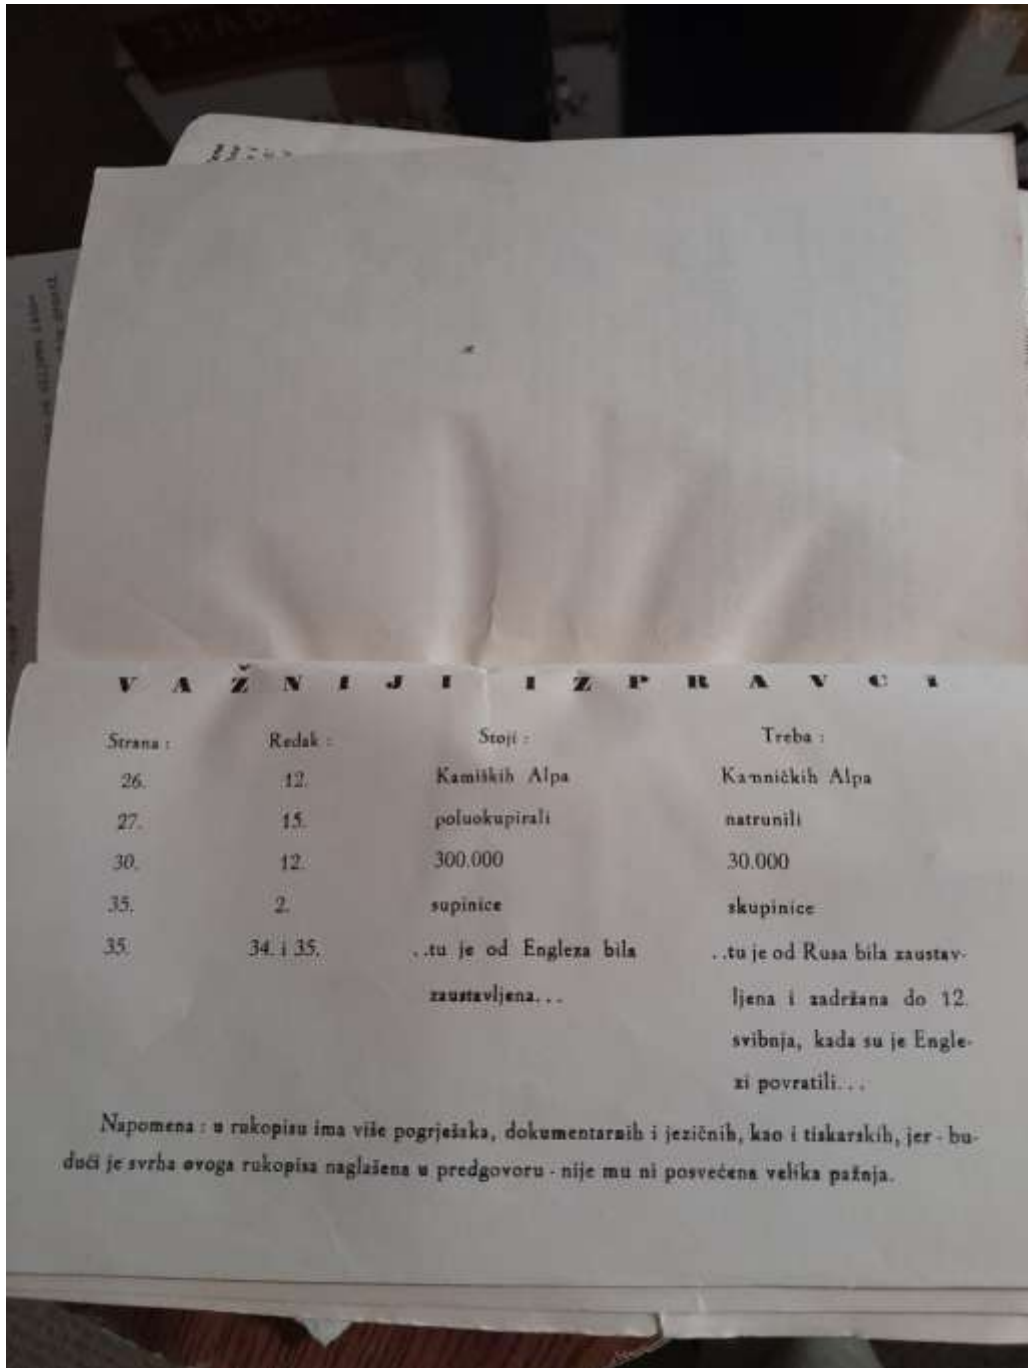 VAŽNIJI IZPRAVCI
Strana : Redak : Stoji : Treba :
26. 12. Kamiških Alpa Kamničkih Alpa
27. 15. poluokupirali natrunili
30. 12. 300.000 30.000
35. 2. supinice skupinice
35. 34. i 35. ..tu je od Engleza bila ..tu je od Rusa bila zaustav-
zaustavljena... ljena i zadržana do 12.
svibnja, kada su je Engle-
zi povratili...
Napomena : u rukopisu ima više pogrješaka, dokumentarnih i jezičnih, kao i tiskarskih, jer - bu-
dući je svrha ovoga rukopisa naglašena u predgovoru - nije mu ni posvećena velika pažnja.